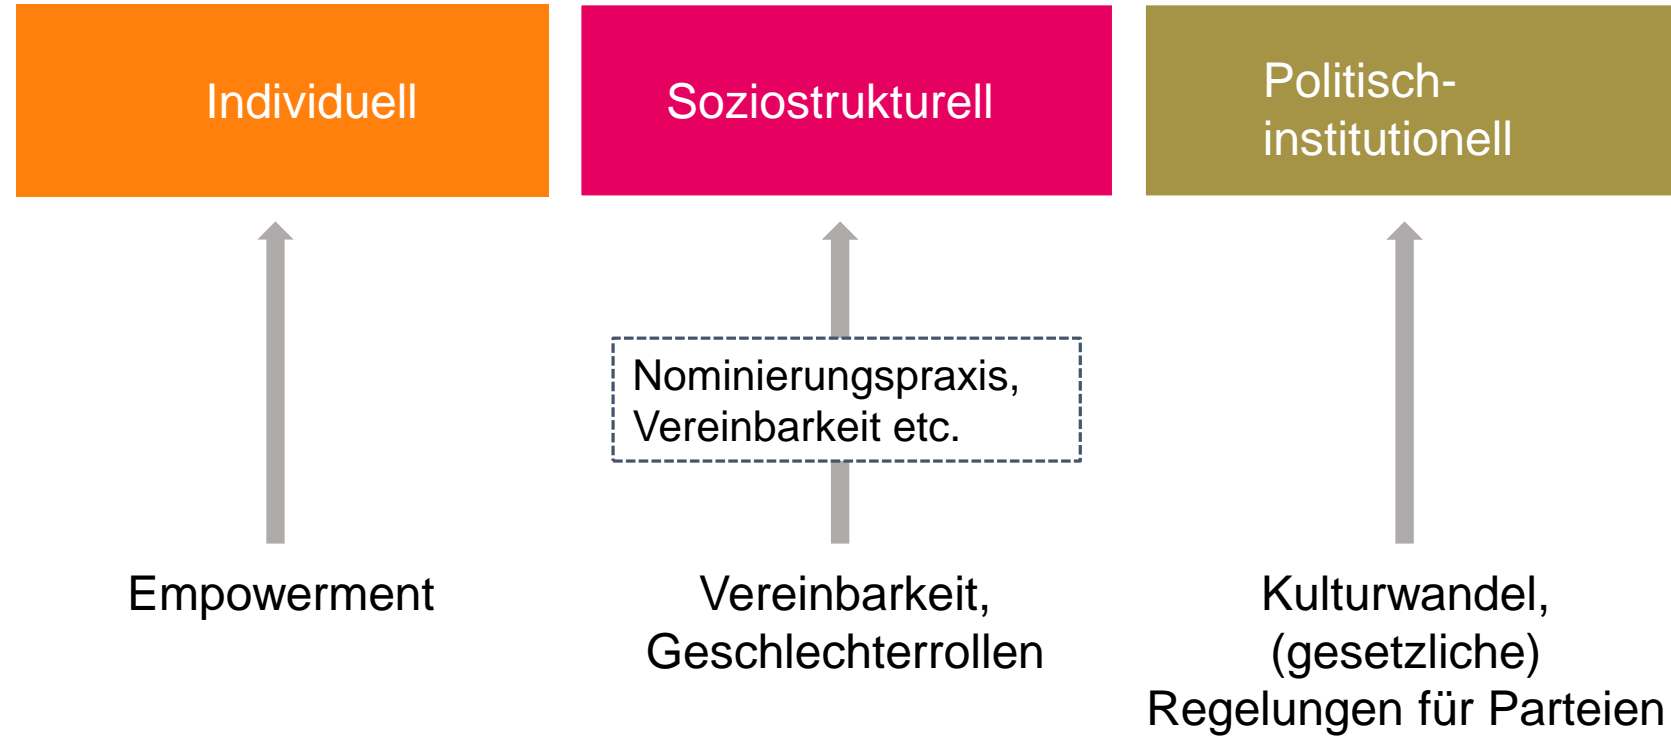 Individuell
Soziostrukturell
Politisch-
institutionell
Nominierungspraxis,
Vereinbarkeit etc.
Empowerment
Vereinbarkeit,
Geschlechterrollen
Kulturwandel,
(gesetzliche)
Regelungen für Parteien